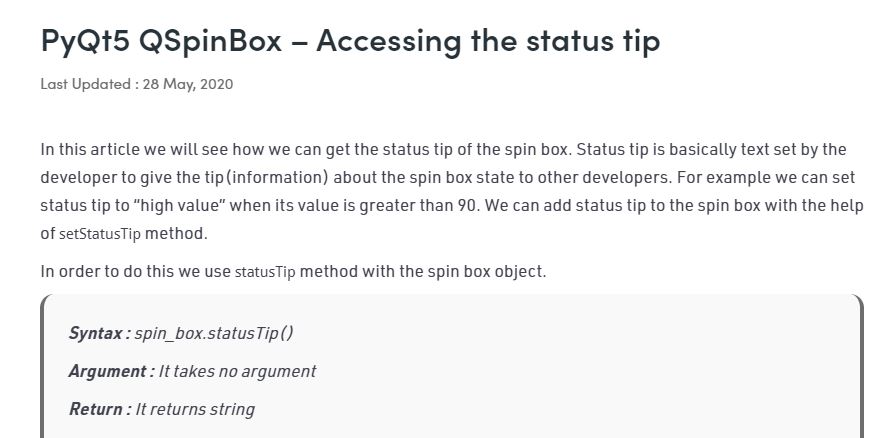 PyQt5 QSpinBox – Accessing the status tip
Last Updated : 28 May, 2020
In this article we will see how we can get the status tip of the spin box. Status tip is basically text set by the
developer to give the tip(information) about the spin box state to other developers. For example we can set
status tip to “high value” when its value is greater than 90. We can add status tip to the spin box with the help
of setStatusTip method.
In order to do this we use statusTip method with the spin box object.
Syntax : spin_box.statusTip()
Argument : It takes no argument
Return : It returns string